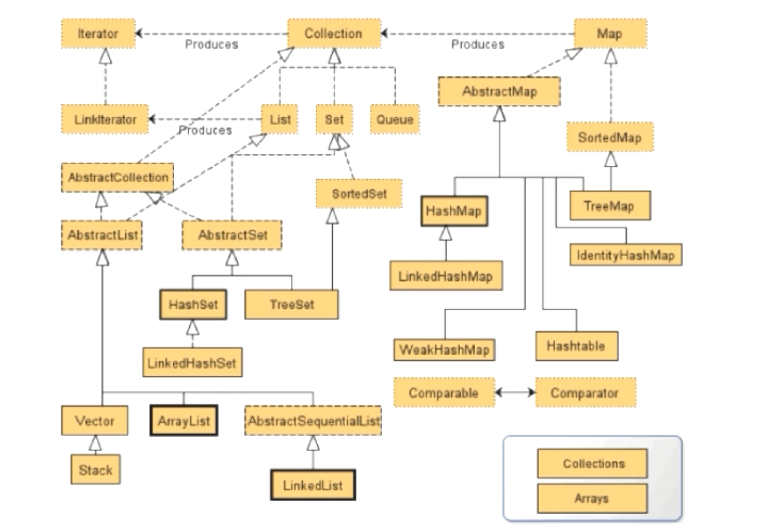 Iterator
Produces
Collection
Produces
Map
AbstractMap
LinkIterator
Produces
List
Set
Queue
SortedMap
AbstractCollection
SortedSet
HashMap
TreeMap
AbstractList
AbstractSet
IdentityHashMap
LinkedHashMap
HashSet
TreeSet
WeakHashMap
Hashtable
LinkedHashSet
Comparable
Comparator
Vector
ArrayList
AbstractSequentialList
Stack
LinkedList
Collections
Arrays